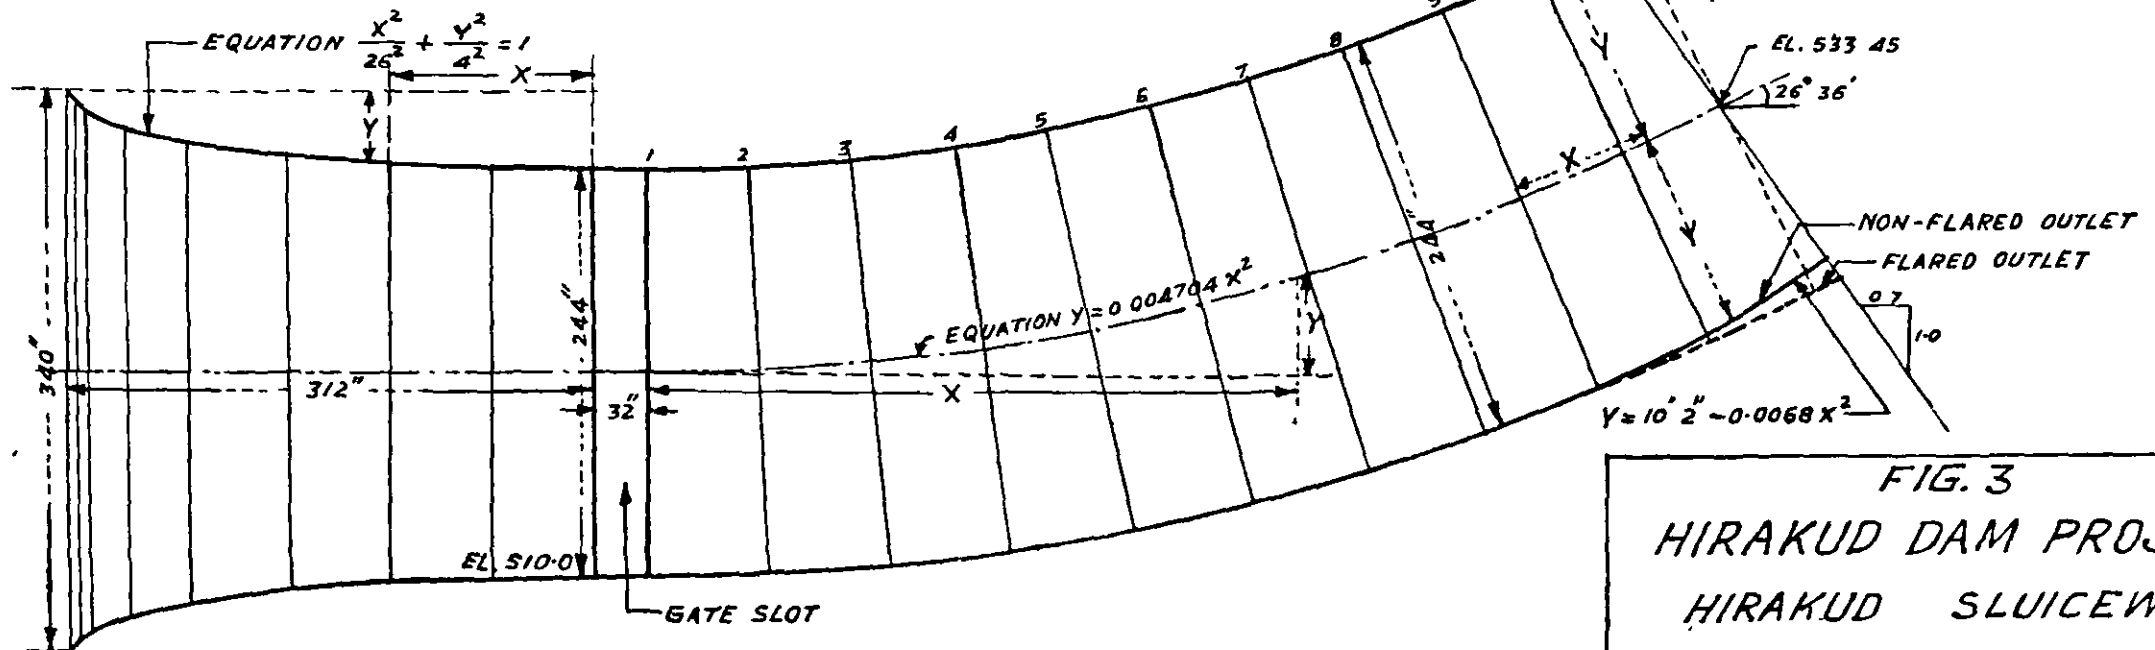 EQUATION X²/26² + Y²/4² = 1
X
Y
1
2
3
4
5
6
7
8
9
340"
312"
32"
244"
EL. 510·0
GATE SLOT
EQUATION Y = 0 004704 X²
Y
X
244"
Y
X
Y
EL. 533 45
26° 36'
NON-FLARED OUTLET
FLARED OUTLET
0 7
1·0
Y = 10' 2" - 0·0068 X²
FIG. 3
HIRAKUD DAM PROJ
HIRAKUD SLUICEW